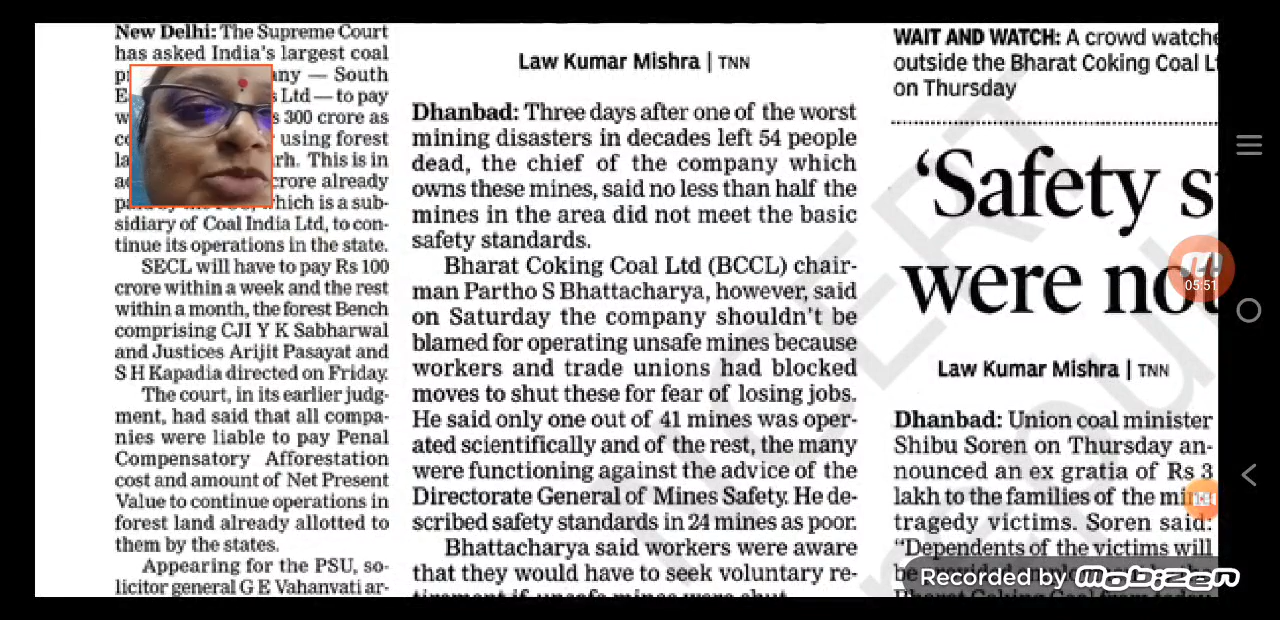 New Delhi: The Supreme Court
has asked India's largest coal
ny — South
Ltd — to pay
300 crore as
using forest
This is in
crore already
which is a sub-
sidiary of Coal India Ltd, to con-
tinue its operations in the state.
SECL will have to pay Rs 100
crore within a week and the rest
within a month, the forest Bench
comprising CJI Y K Sabharwal
and Justices Arijit Pasayat and
S H Kapadia directed on Friday.
The court, in its earlier judg-
ment, had said that all compa-
nies were liable to pay Penal
Compensatory Afforestation
cost and amount of Net Present
Value to continue operations in
forest land already allotted to
them by the states.
Appearing for the PSU, so-
licitor general G E Vahanvati ar-
Law Kumar Mishra | TNN
Dhanbad: Three days after one of the worst
mining disasters in decades left 54 people
dead, the chief of the company which
owns these mines, said no less than half the
mines in the area did not meet the basic
safety standards.
Bharat Coking Coal Ltd (BCCL) chair-
man Partho S Bhattacharya, however, said
on Saturday the company shouldn't be
blamed for operating unsafe mines because
workers and trade unions had blocked
moves to shut these for fear of losing jobs.
He said only one out of 41 mines was oper-
ated scientifically and of the rest, the many
were functioning against the advice of the
Directorate General of Mines Safety. He de-
scribed safety standards in 24 mines as poor.
Bhattacharya said workers were aware
that they would have to seek voluntary re-
tirement if unsafe mines were shut.
WAIT AND WATCH: A crowd watche
outside the Bharat Coking Coal Lt
on Thursday
'Safety s
were not
Law Kumar Mishra | TNN
Dhanbad: Union coal minister
Shibu Soren on Thursday an-
nounced an ex gratia of Rs 3
lakh to the families of the
tragedy victims. Soren said:
"Dependents of the victims will
be
05:51
Recorded by mobizen